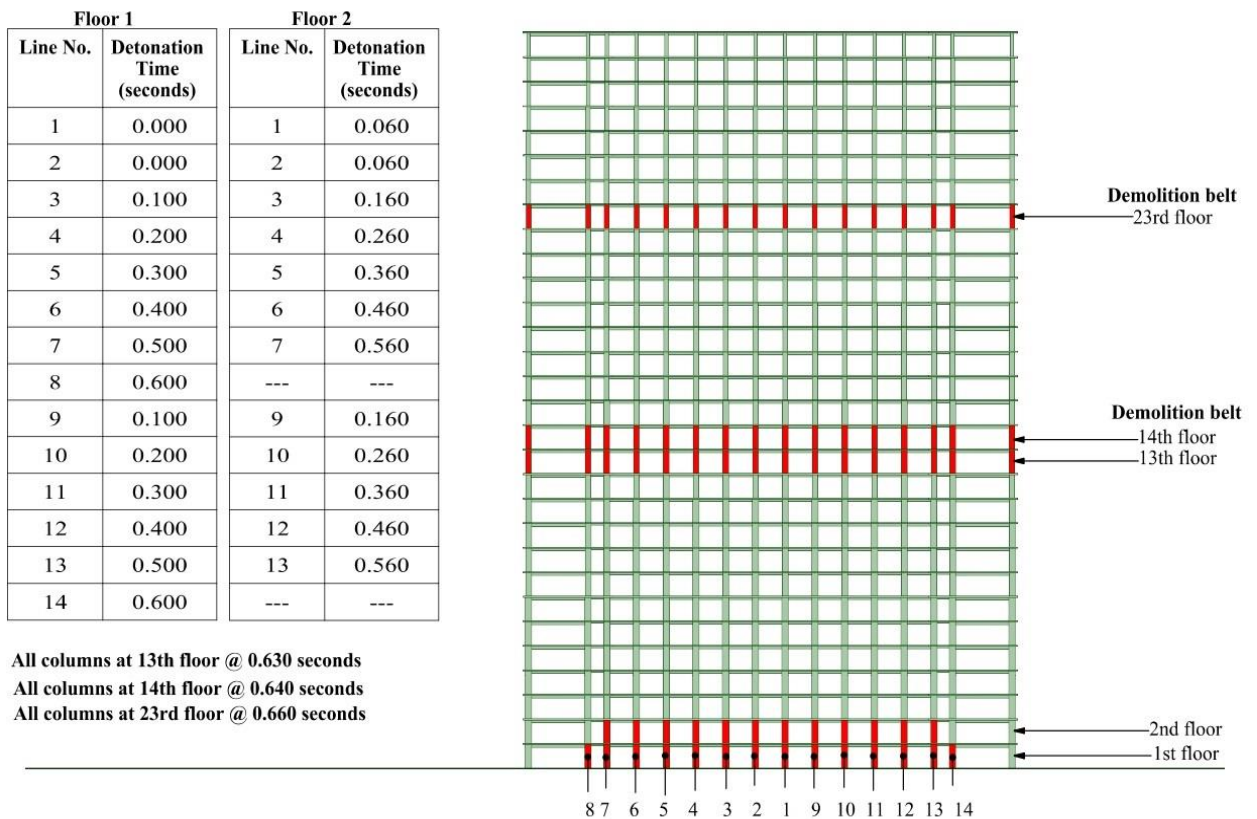 Floor 1
Line No. Detonation Time (seconds)
1 0.000
2 0.000
3 0.100
4 0.200
5 0.300
6 0.400
7 0.500
8 0.600
9 0.100
10 0.200
11 0.300
12 0.400
13 0.500
14 0.600
Floor 2
Line No. Detonation Time (seconds)
1 0.060
2 0.060
3 0.160
4 0.260
5 0.360
6 0.460
7 0.560
--- ---
9 0.160
10 0.260
11 0.360
12 0.460
13 0.560
--- ---
All columns at 13th floor @ 0.630 seconds
All columns at 14th floor @ 0.640 seconds
All columns at 23rd floor @ 0.660 seconds
Demolition belt
23rd floor
Demolition belt
14th floor
13th floor
2nd floor
1st floor
8 7 6 5 4 3 2 1 9 10 11 12 13 14